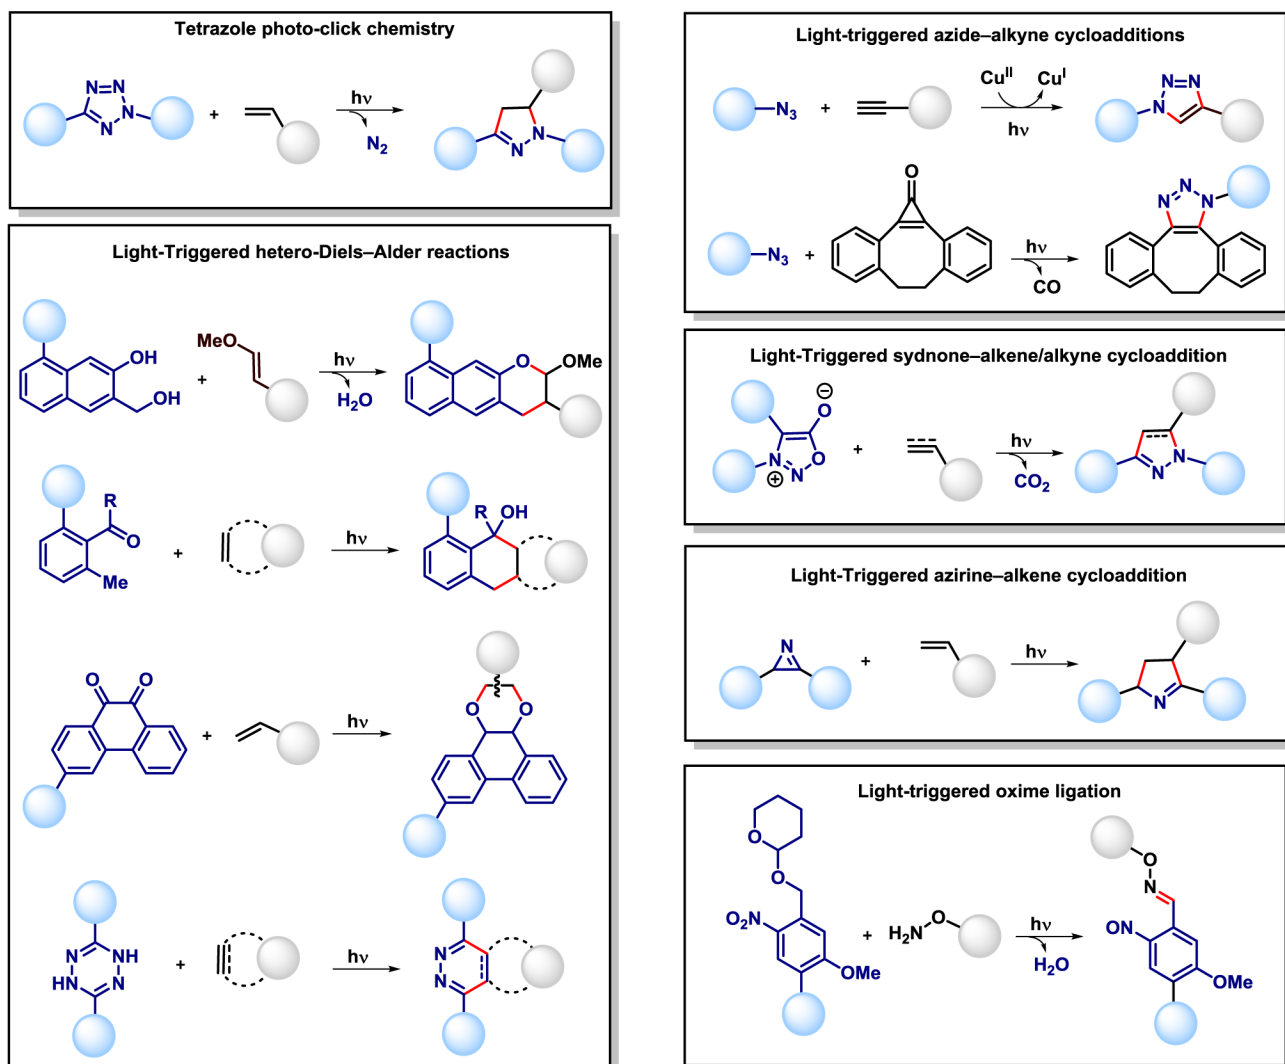 Tetrazole photo-click chemistry
N N
N N
+
hν
N₂
N
N
Light-Triggered hetero-Diels–Alder reactions
OH
OH
+
MeO
hν
H₂O
O OMe
R
O
Me
+
hν
R OH
O O
+
hν
O O
N NH
HN N
+
hν
N
N
Light-triggered azide–alkyne cycloadditions
N₃
+
Cuᴵᴵ Cuᴵ
hν
N N
N
N₃
+
O
hν
CO
N
N N
Light-Triggered sydnone–alkene/alkyne cycloaddition
⊖
O
N O
⊕ N
+
hν
CO₂
N
N
Light-Triggered azirine–alkene cycloaddition
N
+
hν
N
Light-triggered oxime ligation
O
O
NO₂
OMe
+
H₂N O
hν
H₂O
O
N
ON
OMe